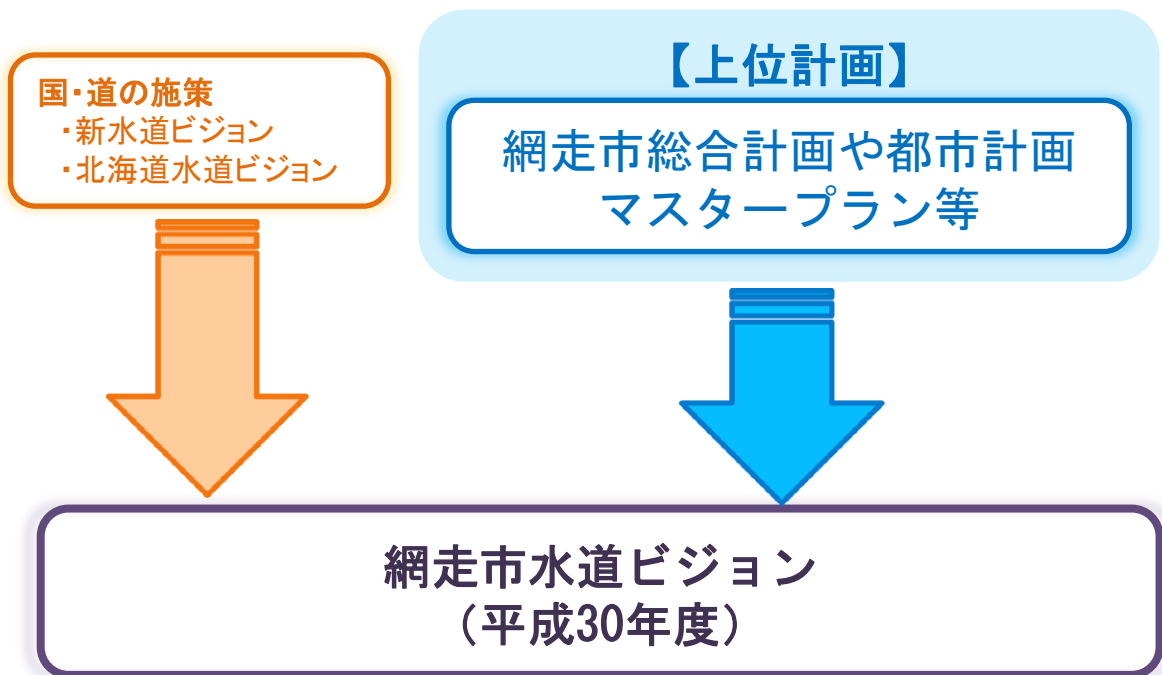 国・道の施策
・新水道ビジョン
・北海道水道ビジョン
【上位計画】
網走市総合計画や都市計画
マスタープラン等
網走市水道ビジョン
（平成30年度）